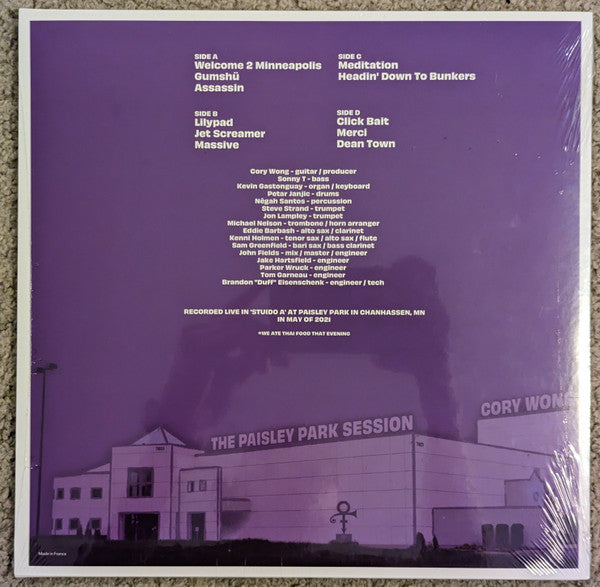 SIDE A
Welcome 2 Minneapolis
Gumshü
Assassin
SIDE C
Meditation
Headin' Down To Bunkers
SIDE B
Lilypad
Jet Screamer
Massive
SIDE D
Click Bait
Merci
Dean Town
Cory Wong - guitar / producer
Sonny T - bass
Kevin Gastonguay - organ / keyboard
Petar Janjic - drums
Nêgah Santos - percussion
Steve Strand - trumpet
Jon Lampley - trumpet
Michael Nelson - trombone / horn arranger
Eddie Barbash - alto sax / clarinet
Kenni Holmen - tenor sax / alto sax / flute
Sam Greenfield - bari sax / bass clarinet
John Fields - mix / master / engineer
Jake Hartsfield - engineer
Parker Wruck - engineer
Tom Garneau - engineer
Brandon "Duff" Eisenschenk - engineer / tech
RECORDED LIVE IN 'STUIDO A' AT PAISLEY PARK IN CHANHASSEN, MN
IN MAY OF 2021
*WE ATE THAI FOOD THAT EVENING
CORY WONG
THE PAISLEY PARK SESSION
7801
Made in France